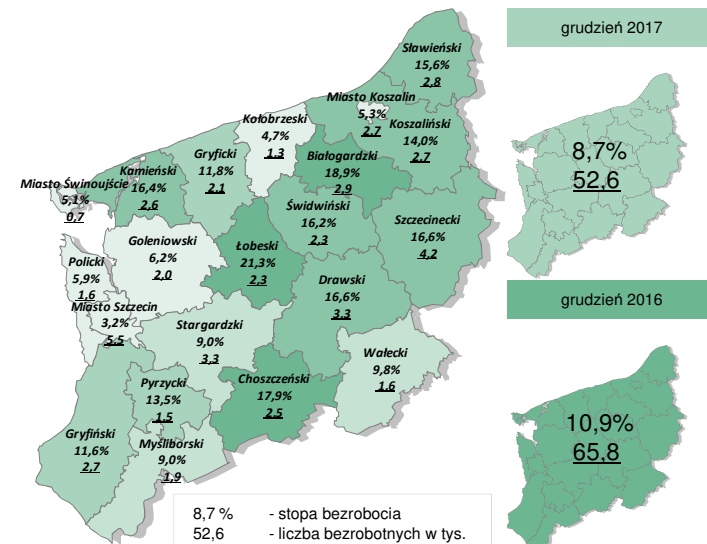 grudzień 2017
8,7%
52,6
grudzień 2016
10,9%
65,8
Sławieński
15,6%
2,8
Miasto Koszalin
5,3%
2,7
Koszaliński
14,0%
2,7
Kołobrzeski
4,7%
1,3
Białogardzki
18,9%
2,9
Gryficki
11,8%
2,1
Kamieński
16,4%
2,6
Miasto Świnoujście
5,1%
0,7
Świdwiński
16,2%
2,3
Szczecinecki
16,6%
4,2
Goleniowski
6,2%
2,0
Łobeski
21,3%
2,3
Policki
5,9%
1,6
Miasto Szczecin
3,2%
5,5
Drawski
16,6%
3,3
Stargardzki
9,0%
3,3
Wałecki
9,8%
1,6
Choszczeński
17,9%
2,5
Pyrzycki
13,5%
1,5
Gryfiński
11,6%
2,7
Myśliborski
9,0%
1,9
8,7 % - stopa bezrobocia
52,6 - liczba bezrobotnych w tys.